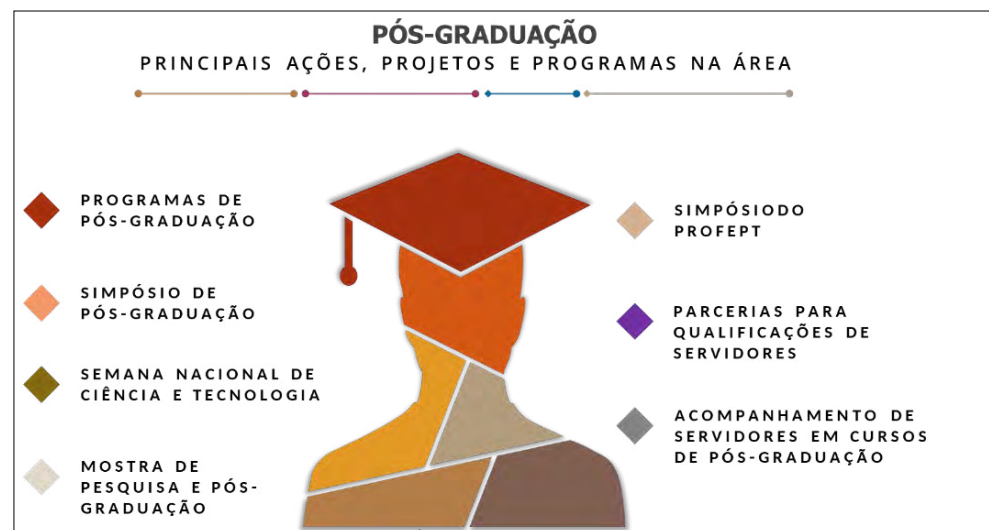 PÓS-GRADUAÇÃO
PRINCIPAIS AÇÕES, PROJETOS E PROGRAMAS NA ÁREA
PROGRAMAS DE
PÓS-GRADUAÇÃO
SIMPÓSIO DE
PÓS-GRADUAÇÃO
SEMANA NACIONAL DE
CIÊNCIA E TECNOLOGIA
MOSTRA DE
PESQUISA E PÓS-
GRADUAÇÃO
SIMPÓSIODO
PROFEPT
PARCERIAS PARA
QUALIFICAÇÕES DE
SERVIDORES
ACOMPANHAMENTO DE
SERVIDORES EM CURSOS
DE PÓS-GRADUAÇÃO